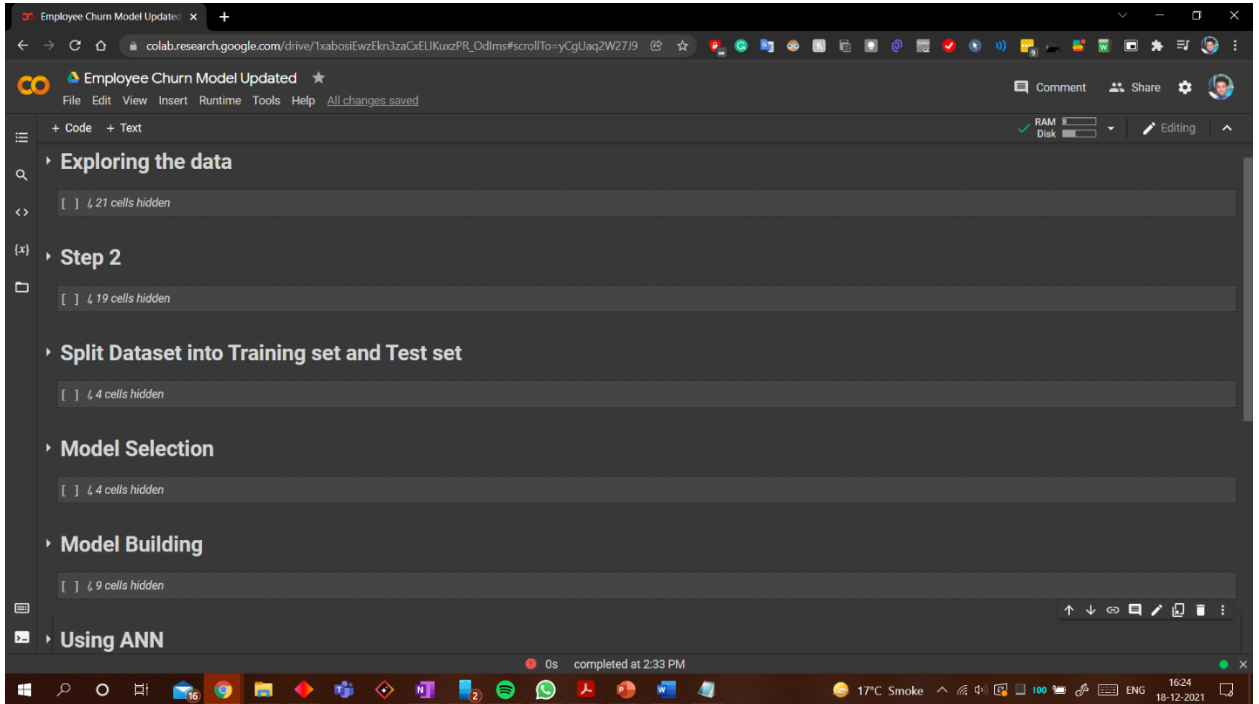 Employee Churn Model Updated
colab.research.google.com/drive/1xabosiEwzEkn3zaCxELIKuxzPR_OdIms#scrollTo=yCgUaq2W27J9
Employee Churn Model Updated
File Edit View Insert Runtime Tools Help All changes saved
Comment Share
+ Code + Text
RAM
Disk
Editing
Exploring the data
[ ] ↳ 21 cells hidden
{x}
Step 2
[ ] ↳ 19 cells hidden
Split Dataset into Training set and Test set
[ ] ↳ 4 cells hidden
Model Selection
[ ] ↳ 4 cells hidden
Model Building
[ ] ↳ 9 cells hidden
Using ANN
0s completed at 2:33 PM
16
2
17°C Smoke
100
ENG
16:24
18-12-2021